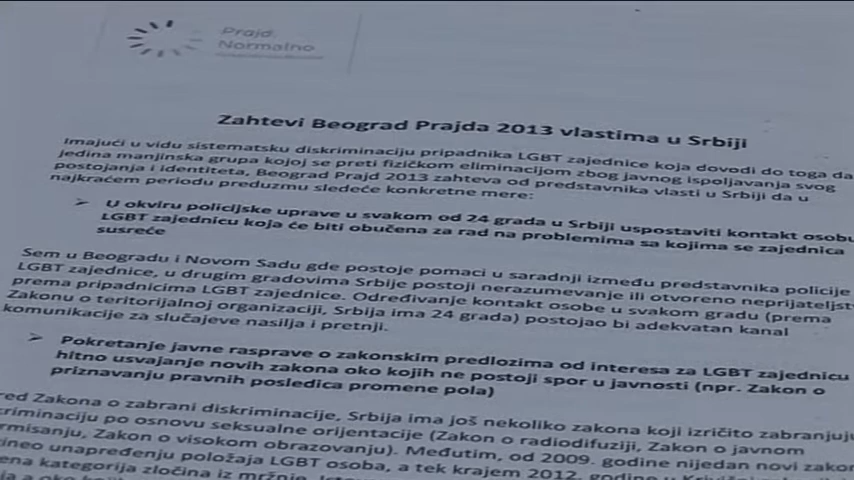 Prajd
Normalno
Zahtevi Beograd Prajda 2013 vlastima u Srbiji
Imajući u vidu sistematsku diskriminaciju pripadnika LGBT zajednice koja dovodi do toga da
jedina manjinska grupa kojoj se preti fizičkom eliminacijom zbog javnog ispoljavanja svog
postojanja i identiteta, Beograd Prajd 2013 zahteva od predstavnika vlasti u Srbiji da u
najkraćem periodu preduzmu sledeće konkretne mere:
➢ U okviru policijske uprave u svakom od 24 grada u Srbiji uspostaviti kontakt osobu
LGBT zajednicu koja će biti obučena za rad na problemima sa kojima se zajednica
susreće
Sem u Beogradu i Novom Sadu gde postoje pomaci u saradnji između predstavnika policije
LGBT zajednice, u drugim gradovima Srbije postoji nerazumevanje ili otvoreno neprijateljst
prema pripadnicima LGBT zajednice. Određivanje kontakt osobe u svakom gradu (prema
Zakonu o teritorijalnoj organizaciji, Srbija ima 24 grada) postojao bi adekvatan kanal
komunikacije za slučajeve nasilja i pretnji.
➢ Pokretanje javne rasprave o zakonskim predlozima od interesa za LGBT zajednicu
hitno usvajanje novih zakona oko kojih ne postoji spor u javnosti (npr. Zakon o
priznavanju pravnih posledica promene pola)
red Zakona o zabrani diskriminacije, Srbija ima još nekoliko zakona koji izričito zabranjuju
kriminaciju po osnovu seksualne orijentacije (Zakon o radiodifuziji, Zakon o javnom
rmisanju, Zakon o visokom obrazovanju). Međutim, od 2009. godine nijedan novi zakon
ineo unapređenju položaja LGBT osoba, a tek krajem 2012. godine u Krivični
ena kategorija zločina iz mržnje.